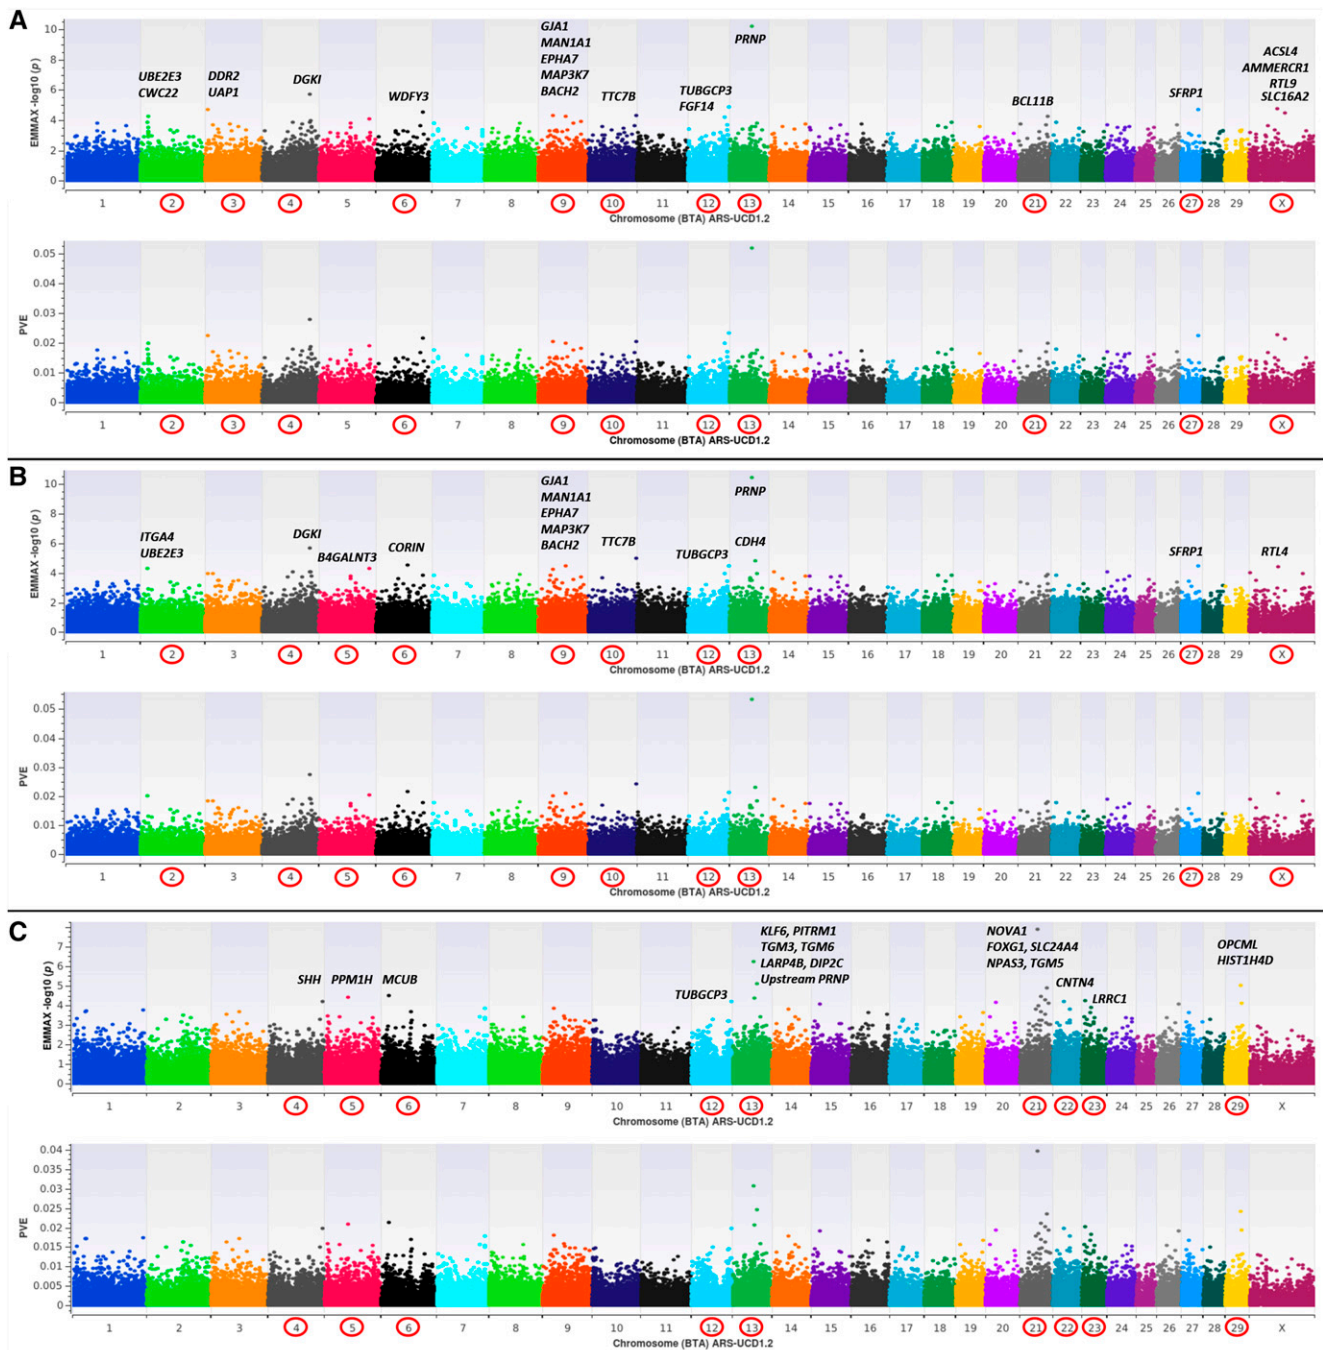 A
EMMAX -log10 (p)
10
8
6
4
2
0
UBE2E3
CWC22
DDR2
UAP1
DGKI
WDFY3
GJA1
MAN1A1
EPHA7
MAP3K7
BACH2
TTC7B
TUBGCP3
FGF14
PRNP
BCL11B
SFRP1
ACSL4
AMMERCR1
RTL9
SLC16A2
1 2 3 4 5 6 7 8 9 10 11 12 13 14 15 16 17 18 19 20 21 22 23 24 25 26 27 28 29 X
Chromosome (BTA) ARS-UCD1.2
PVE
0.05
0.04
0.03
0.02
0.01
0
1 2 3 4 5 6 7 8 9 10 11 12 13 14 15 16 17 18 19 20 21 22 23 24 25 26 27 28 29 X
Chromosome (BTA) ARS-UCD1.2
B
EMMAX -log10 (p)
10
8
6
4
2
0
ITGA4
UBE2E3
DGKI
B4GALNT3
CORIN
GJA1
MAN1A1
EPHA7
MAP3K7
BACH2
TTC7B
TUBGCP3
PRNP
CDH4
SFRP1
RTL4
1 2 3 4 5 6 7 8 9 10 11 12 13 14 15 16 17 18 19 20 21 22 23 24 25 26 27 28 29 X
Chromosome (BTA) ARS-UCD1.2
PVE
0.05
0.04
0.03
0.02
0.01
0
1 2 3 4 5 6 7 8 9 10 11 12 13 14 15 16 17 18 19 20 21 22 23 24 25 26 27 28 29 X
Chromosome (BTA) ARS-UCD1.2
C
EMMAX -log10 (p)
7
6
5
4
3
2
1
0
SHH
PPM1H
MCUB
TUBGCP3
KLF6, PITRM1
TGM3, TGM6
LARP4B, DIP2C
Upstream PRNP
NOVA1
FOXG1, SLC24A4
NPAS3, TGM5
CNTN4
LRRC1
OPCML
HIST1H4D
1 2 3 4 5 6 7 8 9 10 11 12 13 14 15 16 17 18 19 20 21 22 23 24 25 26 27 28 29 X
Chromosome (BTA) ARS-UCD1.2
PVE
0.04
0.035
0.03
0.025
0.02
0.015
0.01
0.005
0
1 2 3 4 5 6 7 8 9 10 11 12 13 14 15 16 17 18 19 20 21 22 23 24 25 26 27 28 29 X
Chromosome (BTA) ARS-UCD1.2